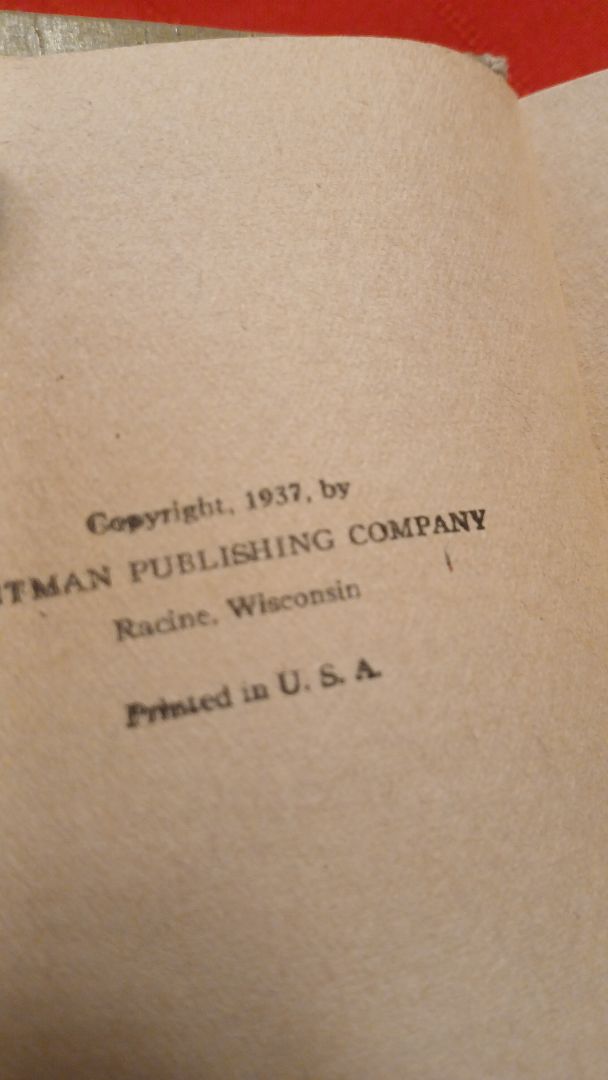 Copyright, 1937, by
TMAN PUBLISHING COMPANY
Racine, Wisconsin
Printed in U. S. A.